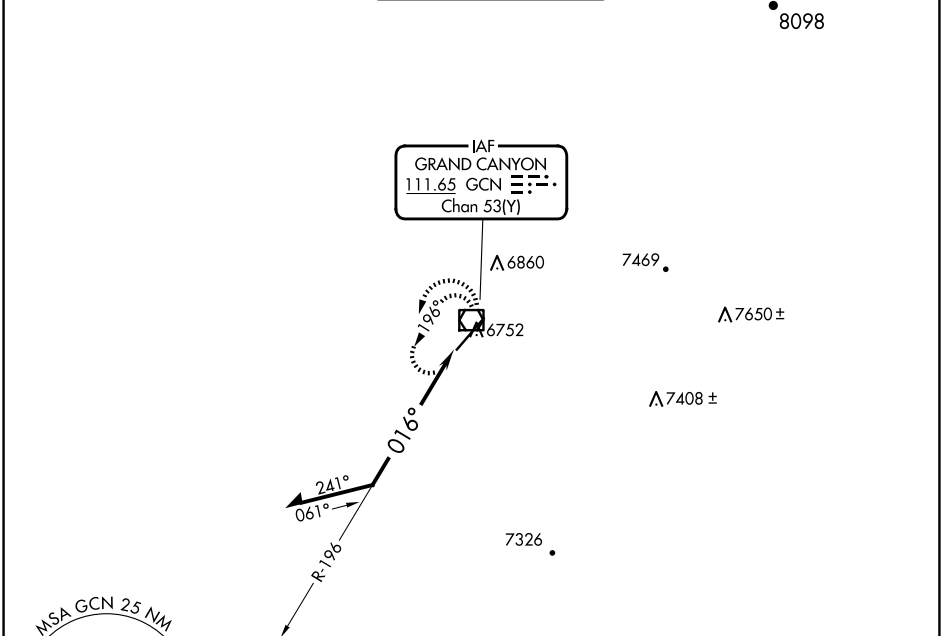 8098
IAF
GRAND CANYON
111.65 GCN
Chan 53(Y)
6860
7469
196°
7650 ±
6752
7408 ±
016°
241°
061°
R-196
7326
MSA GCN 25 NM